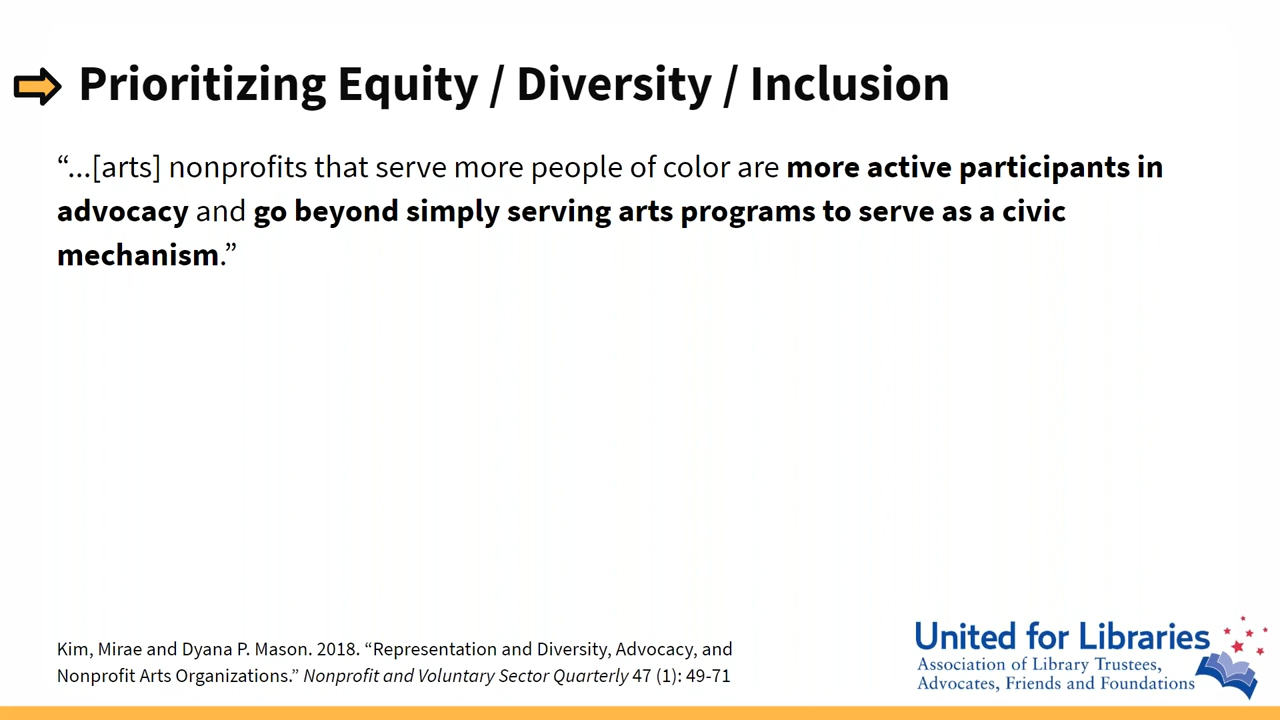 Prioritizing Equity / Diversity / Inclusion
“...[arts] nonprofits that serve more people of color are more active participants in
advocacy and go beyond simply serving arts programs to serve as a civic
mechanism.”
Kim, Mirae and Dyana P. Mason. 2018. “Representation and Diversity, Advocacy, and
Nonprofit Arts Organizations.” Nonprofit and Voluntary Sector Quarterly 47 (1): 49-71
United for Libraries
Association of Library Trustees,
Advocates, Friends and Foundations